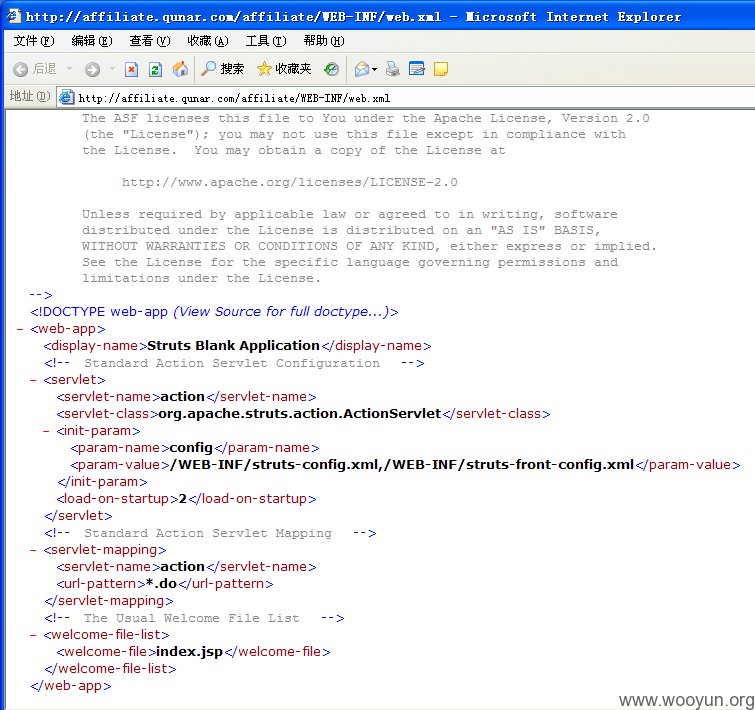 http://affiliate.qunar.com/affiliate/WEB-INF/web.xml - Microsoft Internet Explorer
文件(F) 编辑(E) 查看(V) 收藏(A) 工具(T) 帮助(H)
后退 搜索 收藏夹
地址(D) http://affiliate.qunar.com/affiliate/WEB-INF/web.xml
The ASF licenses this file to You under the Apache License, Version 2.0
(the "License"); you may not use this file except in compliance with
the License. You may obtain a copy of the License at
http://www.apache.org/licenses/LICENSE-2.0
Unless required by applicable law or agreed to in writing, software
distributed under the License is distributed on an "AS IS" BASIS,
WITHOUT WARRANTIES OR CONDITIONS OF ANY KIND, either express or implied.
See the License for the specific language governing permissions and
limitations under the License.
-->
<!DOCTYPE web-app (View Source for full doctype...)>
- <web-app>
<display-name>Struts Blank Application</display-name>
<!-- Standard Action Servlet Configuration -->
- <servlet>
<servlet-name>action</servlet-name>
<servlet-class>org.apache.struts.action.ActionServlet</servlet-class>
- <init-param>
<param-name>config</param-name>
<param-value>/WEB-INF/struts-config.xml,/WEB-INF/struts-front-config.xml</param-value>
</init-param>
<load-on-startup>2</load-on-startup>
</servlet>
<!-- Standard Action Servlet Mapping -->
- <servlet-mapping>
<servlet-name>action</servlet-name>
<url-pattern>*.do</url-pattern>
</servlet-mapping>
<!-- The Usual Welcome File List -->
- <welcome-file-list>
<welcome-file>index.jsp</welcome-file>
</welcome-file-list>
</web-app>
www.wooyun.org